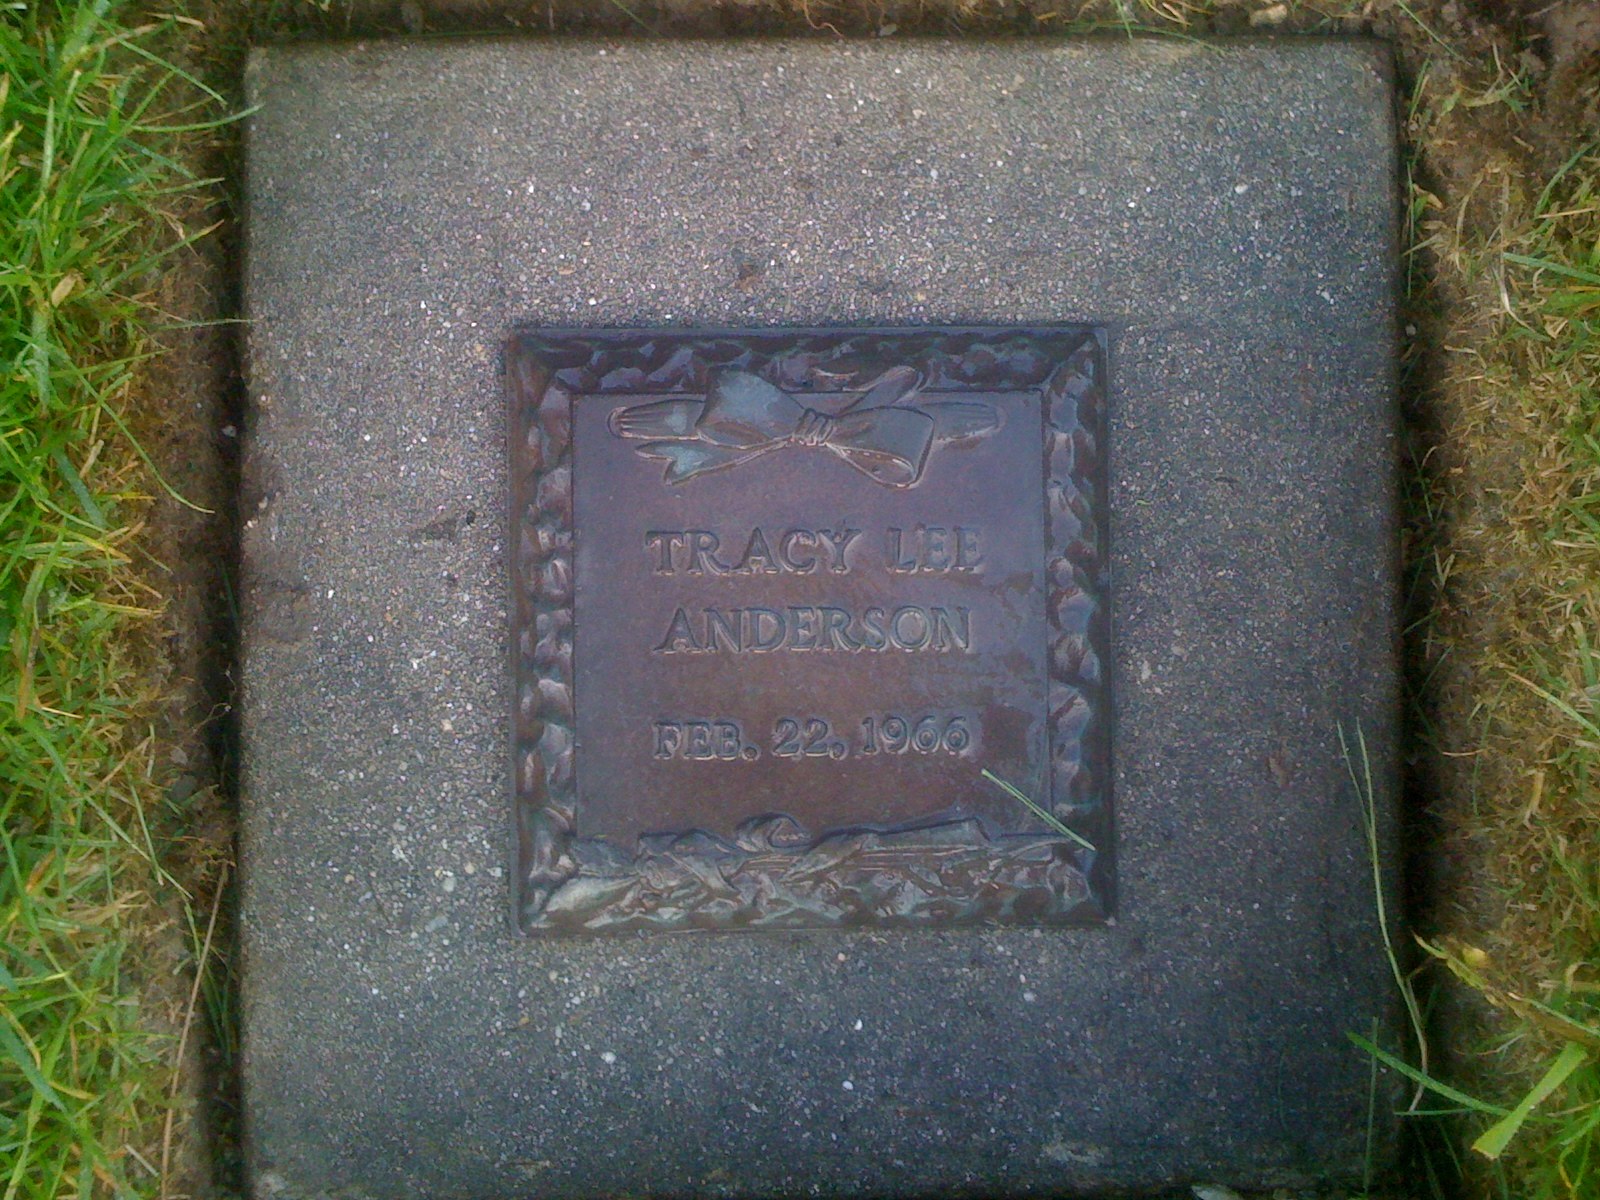 TRACY LEE
ANDERSON
FEB. 22, 1966